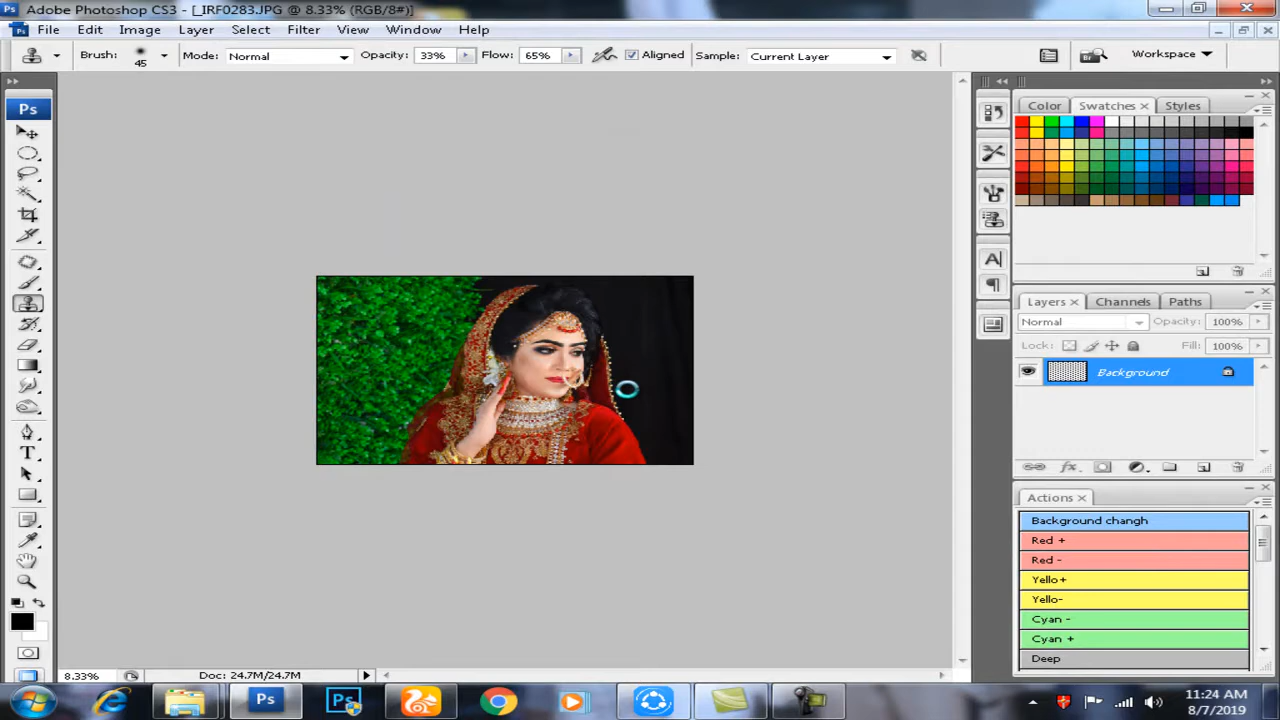 Adobe Photoshop CS3 - [_IRF0283.JPG @ 8.33% (RGB/8#)]
File Edit Image Layer Select Filter View Window Help
Brush: 45 Mode: Normal Opacity: 33% Flow: 65% Aligned Sample: Current Layer Workspace
Ps
Color Swatches Styles
Layers Channels Paths
Normal Opacity: 100%
Lock: Fill: 100%
Background
Actions
Background changh
Red +
Red -
Yello+
Yello-
Cyan -
Cyan +
Deep
8.33% Doc: 24.7M/24.7M
Ps Ps
11:24 AM
8/7/2019